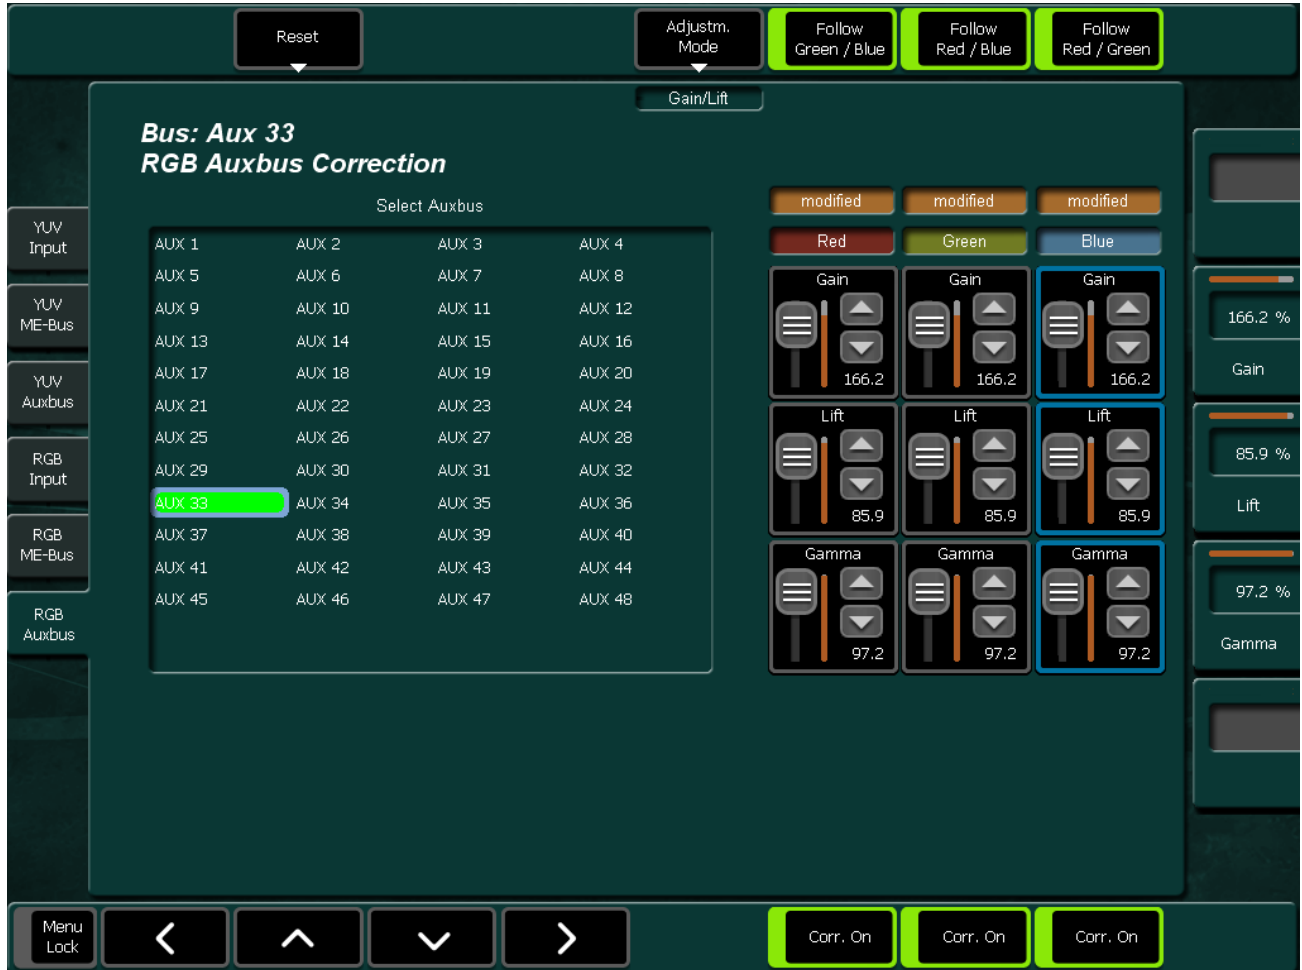 Reset
Adjustm.
Mode
Follow
Green / Blue
Follow
Red / Blue
Follow
Red / Green
Gain/Lift
Bus: Aux 33
RGB Auxbus Correction
Select Auxbus
YUV
Input
YUV
ME-Bus
YUV
Auxbus
RGB
Input
RGB
ME-Bus
RGB
Auxbus
AUX 1 AUX 2 AUX 3 AUX 4
AUX 5 AUX 6 AUX 7 AUX 8
AUX 9 AUX 10 AUX 11 AUX 12
AUX 13 AUX 14 AUX 15 AUX 16
AUX 17 AUX 18 AUX 19 AUX 20
AUX 21 AUX 22 AUX 23 AUX 24
AUX 25 AUX 26 AUX 27 AUX 28
AUX 29 AUX 30 AUX 31 AUX 32
AUX 33 AUX 34 AUX 35 AUX 36
AUX 37 AUX 38 AUX 39 AUX 40
AUX 41 AUX 42 AUX 43 AUX 44
AUX 45 AUX 46 AUX 47 AUX 48
modified modified modified
Red Green Blue
Gain Gain Gain
166.2 166.2 166.2
Lift Lift Lift
85.9 85.9 85.9
Gamma Gamma Gamma
97.2 97.2 97.2
166.2 %
Gain
85.9 %
Lift
97.2 %
Gamma
Menu
Lock
Corr. On Corr. On Corr. On